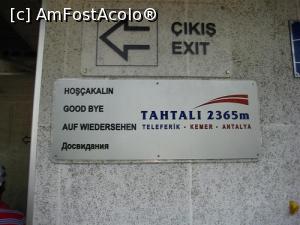 [c] AmFostAcolo®
ÇIKIŞ
EXIT
HOŞÇAKALIN
GOOD BYE
AUF WIEDERSEHEN
Досвидания
TAHTALI 2365m
TELEFERİK • KEMER • ANTALYA